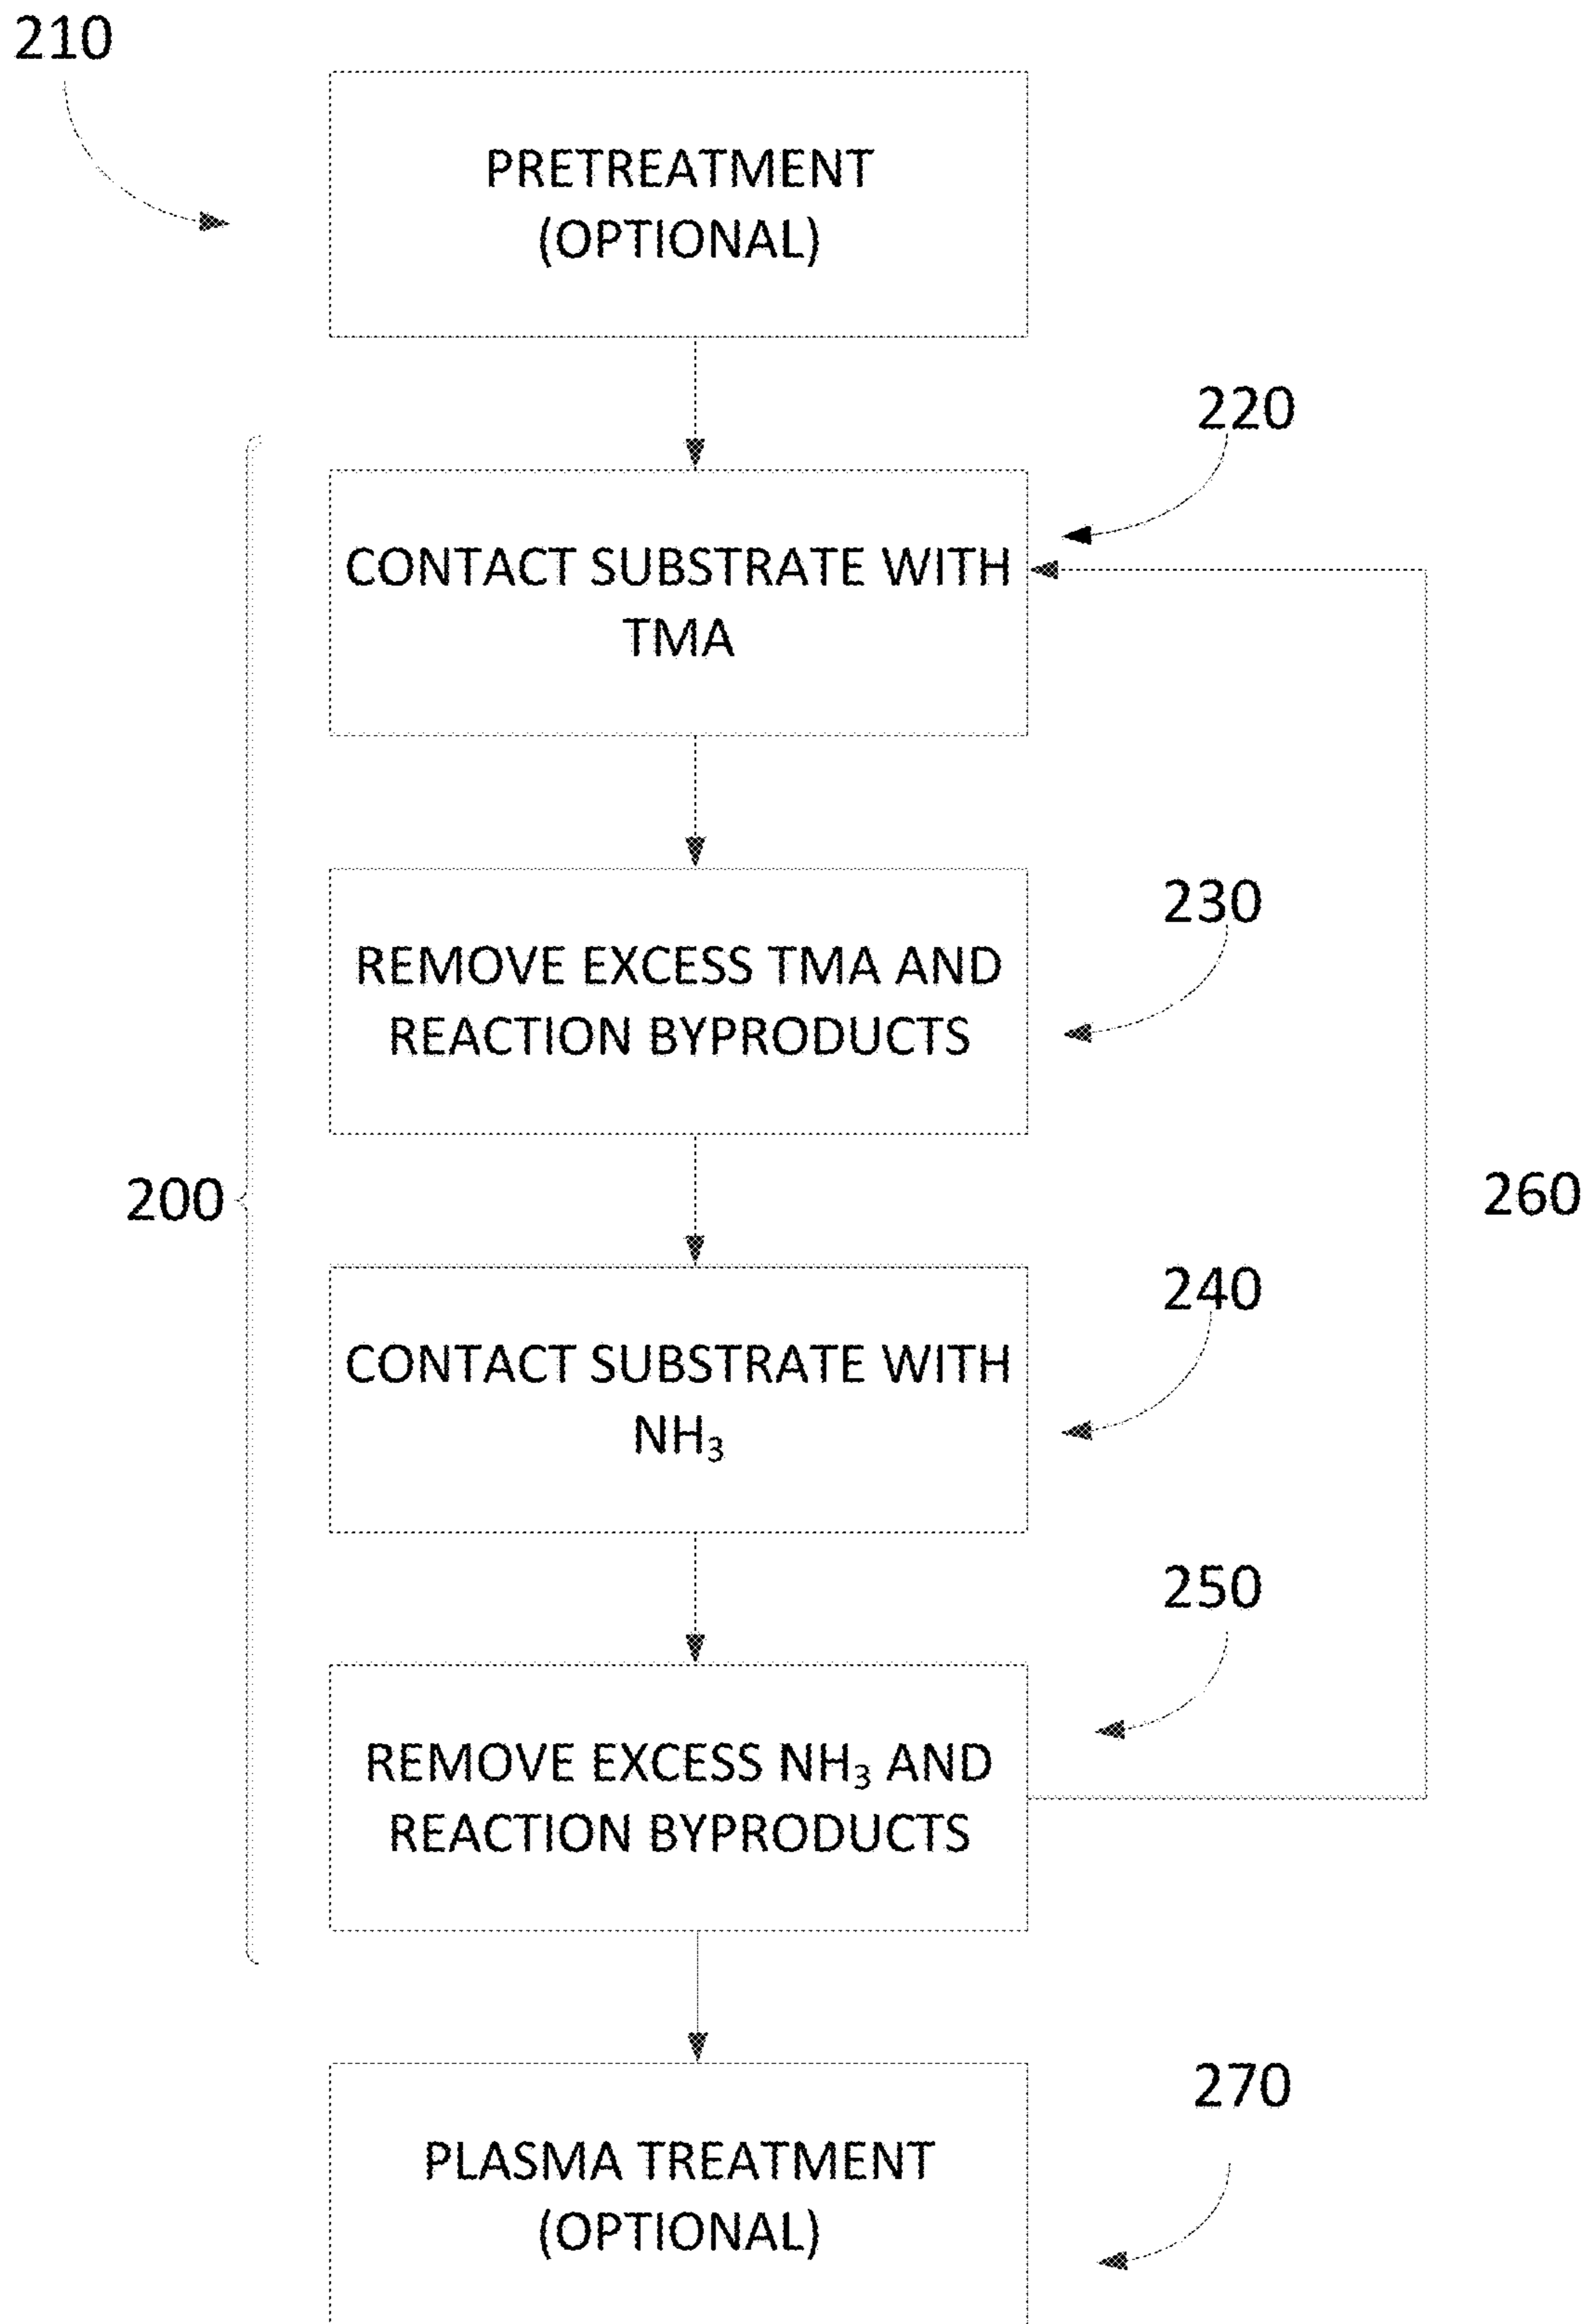 210
PRETREATMENT
(OPTIONAL)
220
CONTACT SUBSTRATE WITH
TMA
230
REMOVE EXCESS TMA AND
REACTION BYPRODUCTS
200
260
240
CONTACT SUBSTRATE WITH
NH₃
250
REMOVE EXCESS NH₃ AND
REACTION BYPRODUCTS
270
PLASMA TREATMENT
(OPTIONAL)